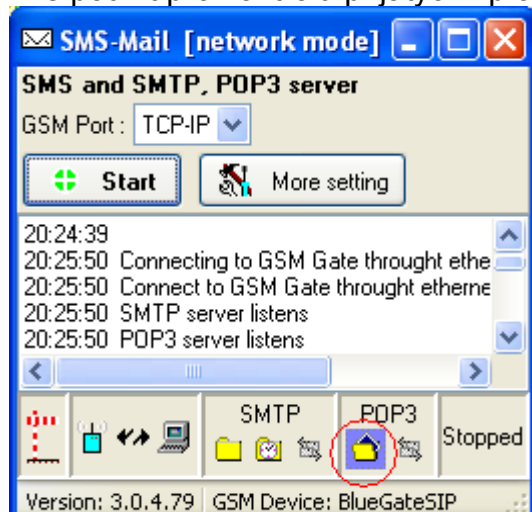 SMS-Mail [network mode]
SMS and SMTP, POP3 server
GSM Port : TCP-IP
Start More setting
20:24:39
20:25:50 Connecting to GSM Gate throught ethe
20:25:50 Connect to GSM Gate throught etherne
20:25:50 SMTP server listens
20:25:50 POP3 server listens
SMTP POP3
Stopped
Version: 3.0.4.79 GSM Device: BlueGateSIP